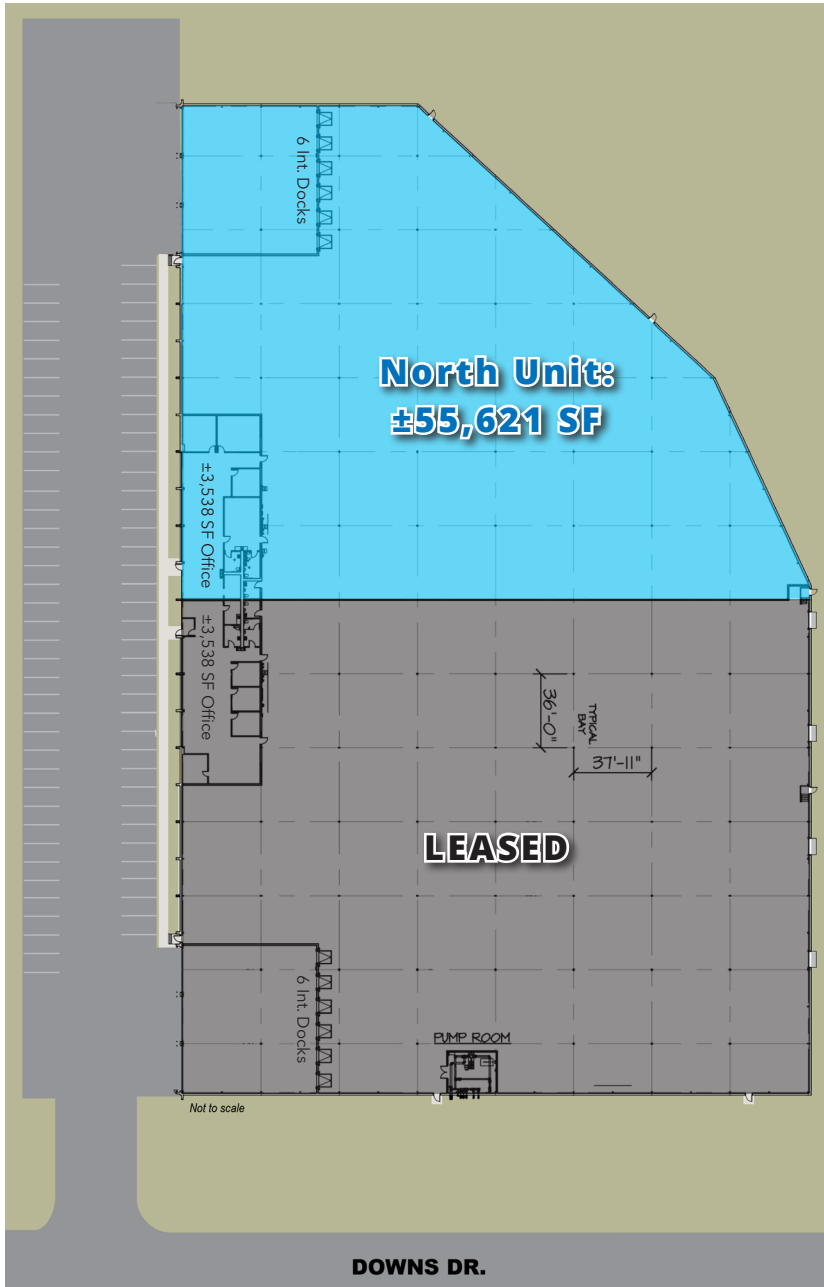 6 Int. Docks
North Unit:
±55,621 SF
±3,538 SF Office
±3,538 SF Office
36'-0"
TYPICAL
BAY
37'-11"
LEASED
6 Int. Docks
PUMP ROOM
Not to scale
DOWNS DR.